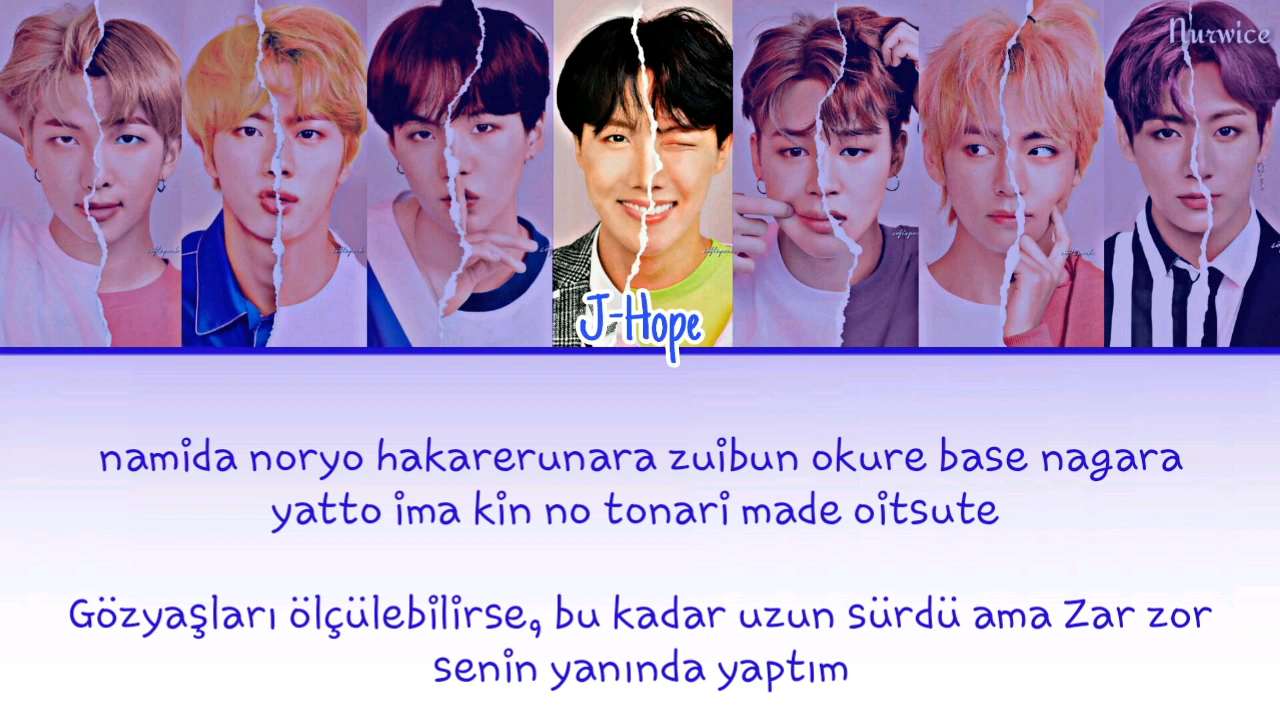 Nurwice
J-Hope
namida noryo hakarerunara zuibun okure base nagara
yatto ima kin no tonari made oitsute
Gözyaşları ölçülebilirse, bu kadar uzun sürdü ama Zar zor
senin yanında yaptım